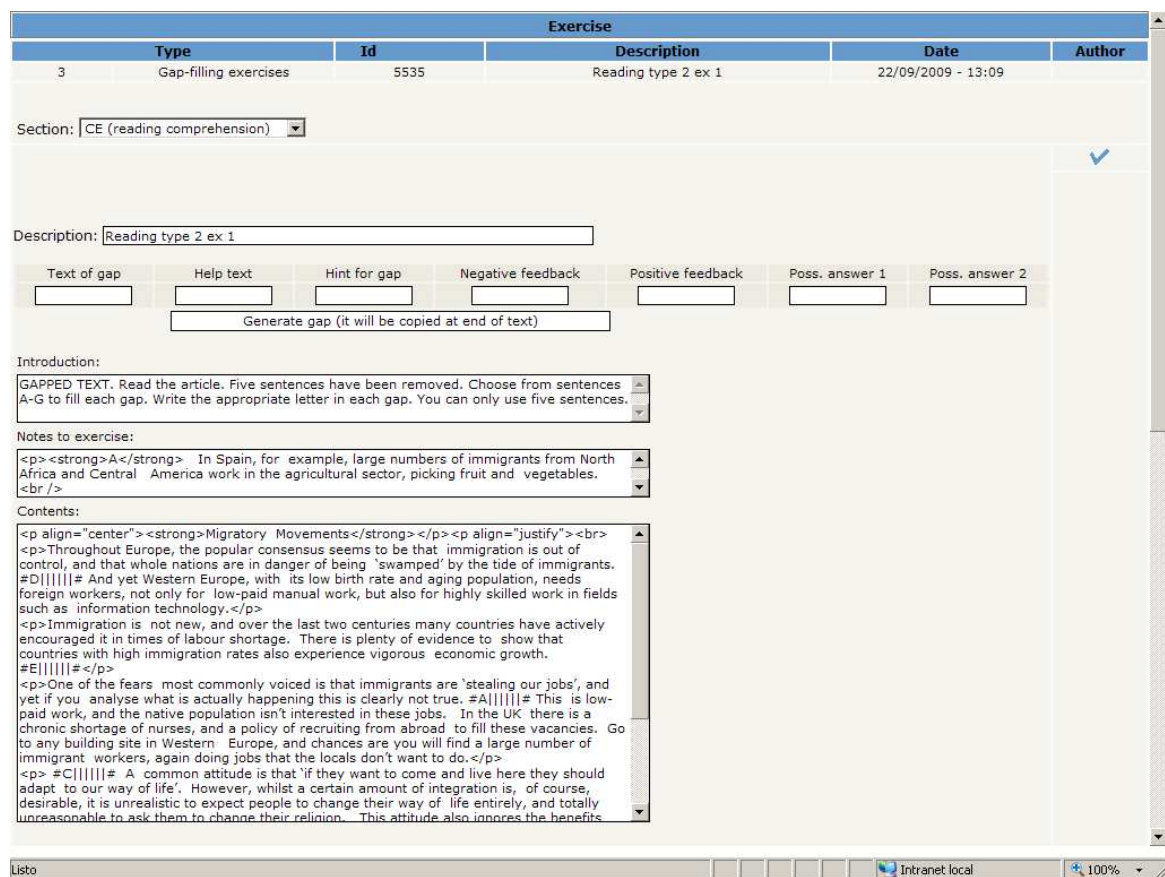 Exercise
Type Id Description Date Author
3 Gap-filling exercises 5535 Reading type 2 ex 1 22/09/2009 - 13:09
Section: CE (reading comprehension)
Description: Reading type 2 ex 1
Text of gap Help text Hint for gap Negative feedback Positive feedback Poss. answer 1 Poss. answer 2
Generate gap (it will be copied at end of text)
Introduction:
GAPPED TEXT. Read the article. Five sentences have been removed. Choose from sentences
A-G to fill each gap. Write the appropriate letter in each gap. You can only use five sentences.
Notes to exercise:
<p><strong>A</strong> In Spain, for example, large numbers of immigrants from North
Africa and Central America work in the agricultural sector, picking fruit and vegetables.
<br />
Contents:
<p align="center"><strong>Migratory Movements</strong></p><p align="justify"><br>
<p>Throughout Europe, the popular consensus seems to be that immigration is out of
control, and that whole nations are in danger of being ‘swamped’ by the tide of immigrants.
#D||||||# And yet Western Europe, with its low birth rate and aging population, needs
foreign workers, not only for low-paid manual work, but also for highly skilled work in fields
such as information technology.</p>
<p>Immigration is not new, and over the last two centuries many countries have actively
encouraged it in times of labour shortage. There is plenty of evidence to show that
countries with high immigration rates also experience vigorous economic growth.
#E||||||#</p>
<p>One of the fears most commonly voiced is that immigrants are ‘stealing our jobs’, and
yet if you analyse what is actually happening this is clearly not true. #A||||||# This is low-
paid work, and the native population isn’t interested in these jobs. In the UK there is a
chronic shortage of nurses, and a policy of recruiting from abroad to fill these vacancies. Go
to any building site in Western Europe, and chances are you will find a large number of
immigrant workers, again doing jobs that the locals don’t want to do.</p>
<p> #C||||||# A common attitude is that ‘if they want to come and live here they should
adapt to our way of life’. However, whilst a certain amount of integration is, of course,
desirable, it is unrealistic to expect people to change their way of life entirely, and totally
unreasonable to ask them to change their religion. This attitude also ignores the benefits
Listo Intranet local 100%